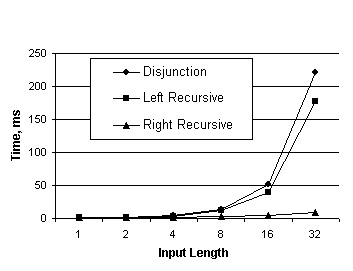 250
200
150
100
50
0
Time, ms
Disjunction
Left Recursive
Right Recursive
1 2 4 8 16 32
Input Length